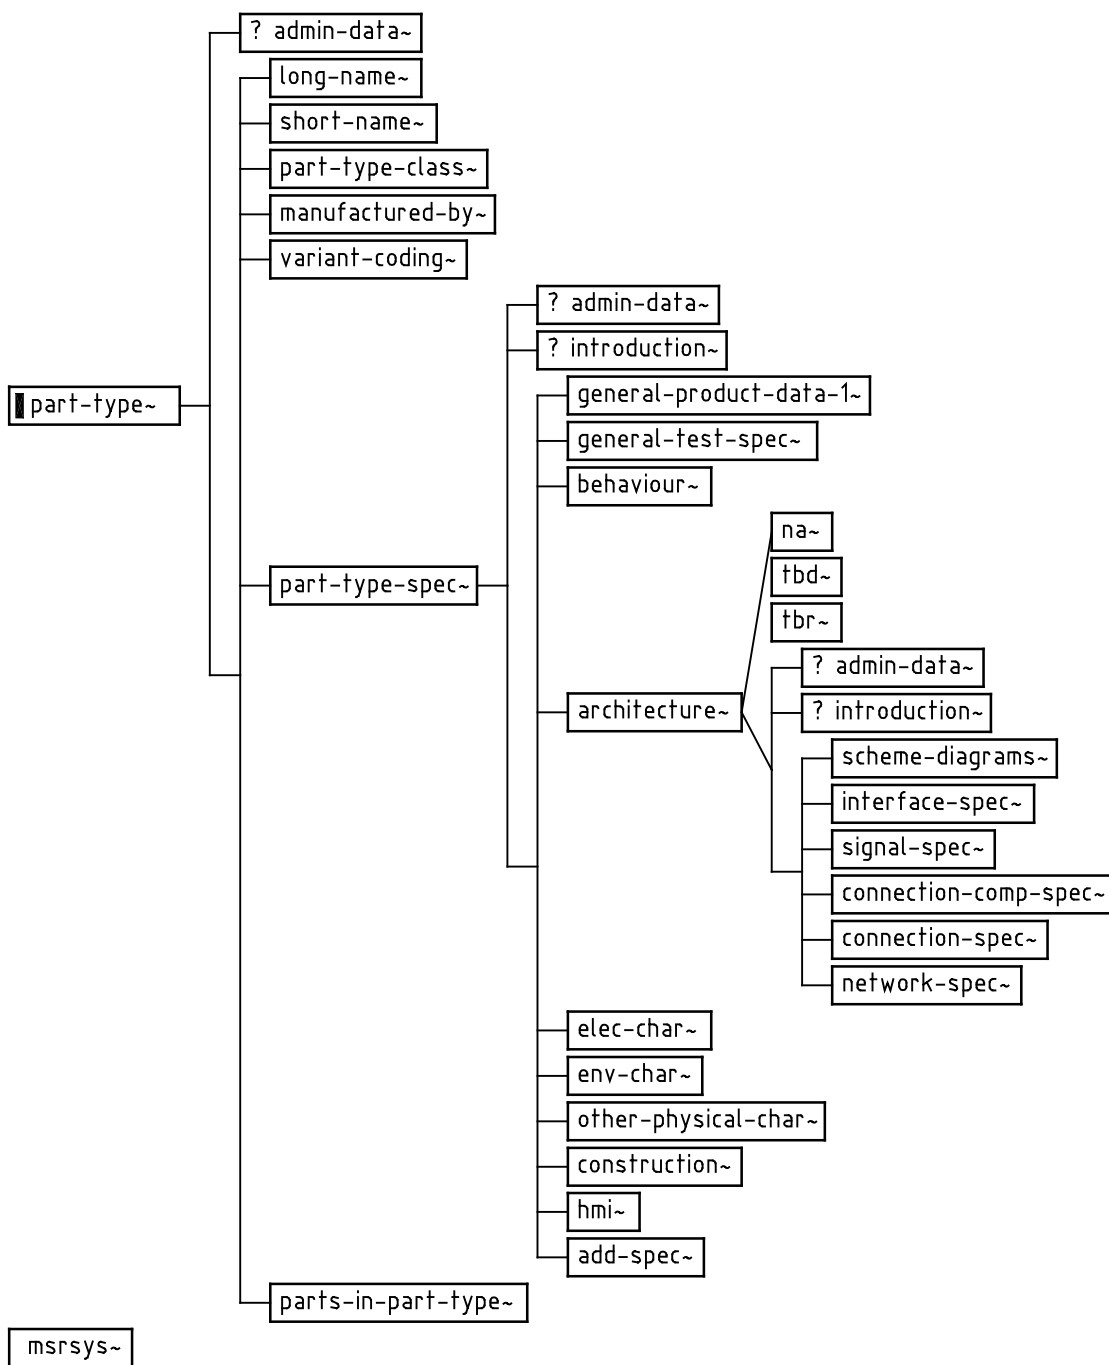 ? admin-data~
long-name~
short-name~
part-type-class~
manufactured-by~
variant-coding~
? admin-data~
? introduction~
general-product-data-1~
part-type~
general-test-spec~
behaviour~
na~
tbd~
part-type-spec~
tbr~
? admin-data~
? introduction~
architecture~
scheme-diagrams~
interface-spec~
signal-spec~
connection-comp-spec~
connection-spec~
network-spec~
elec-char~
env-char~
other-physical-char~
construction~
hmi~
add-spec~
parts-in-part-type~
msrsys~